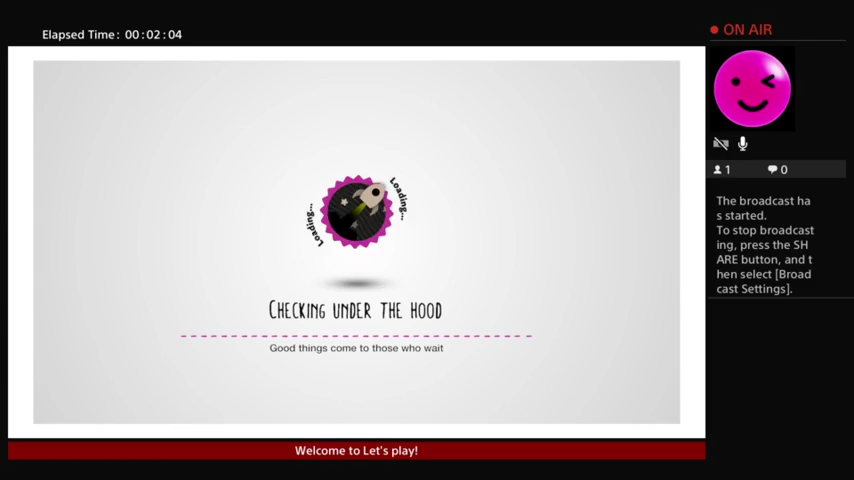 Elapsed Time: 00:02:04
ON AIR
Loading...
Loading...
CHECKING UNDER THE HOOD
Good things come to those who wait
1 0
The broadcast ha
s started.
To stop broadcast
ing, press the SH
ARE button, and t
hen select [Broad
cast Settings].
Welcome to Let's play!